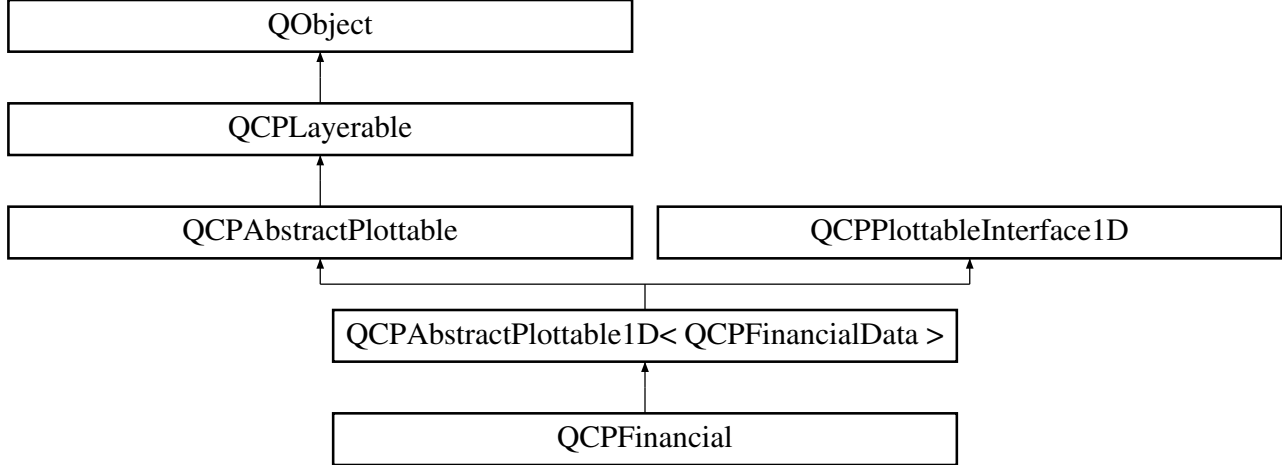 QObject
QCPLayerable
QCPAbstractPlottable
QCPPlottableInterface1D
QCPAbstractPlottable1D< QCPFinancialData >
QCPFinancial